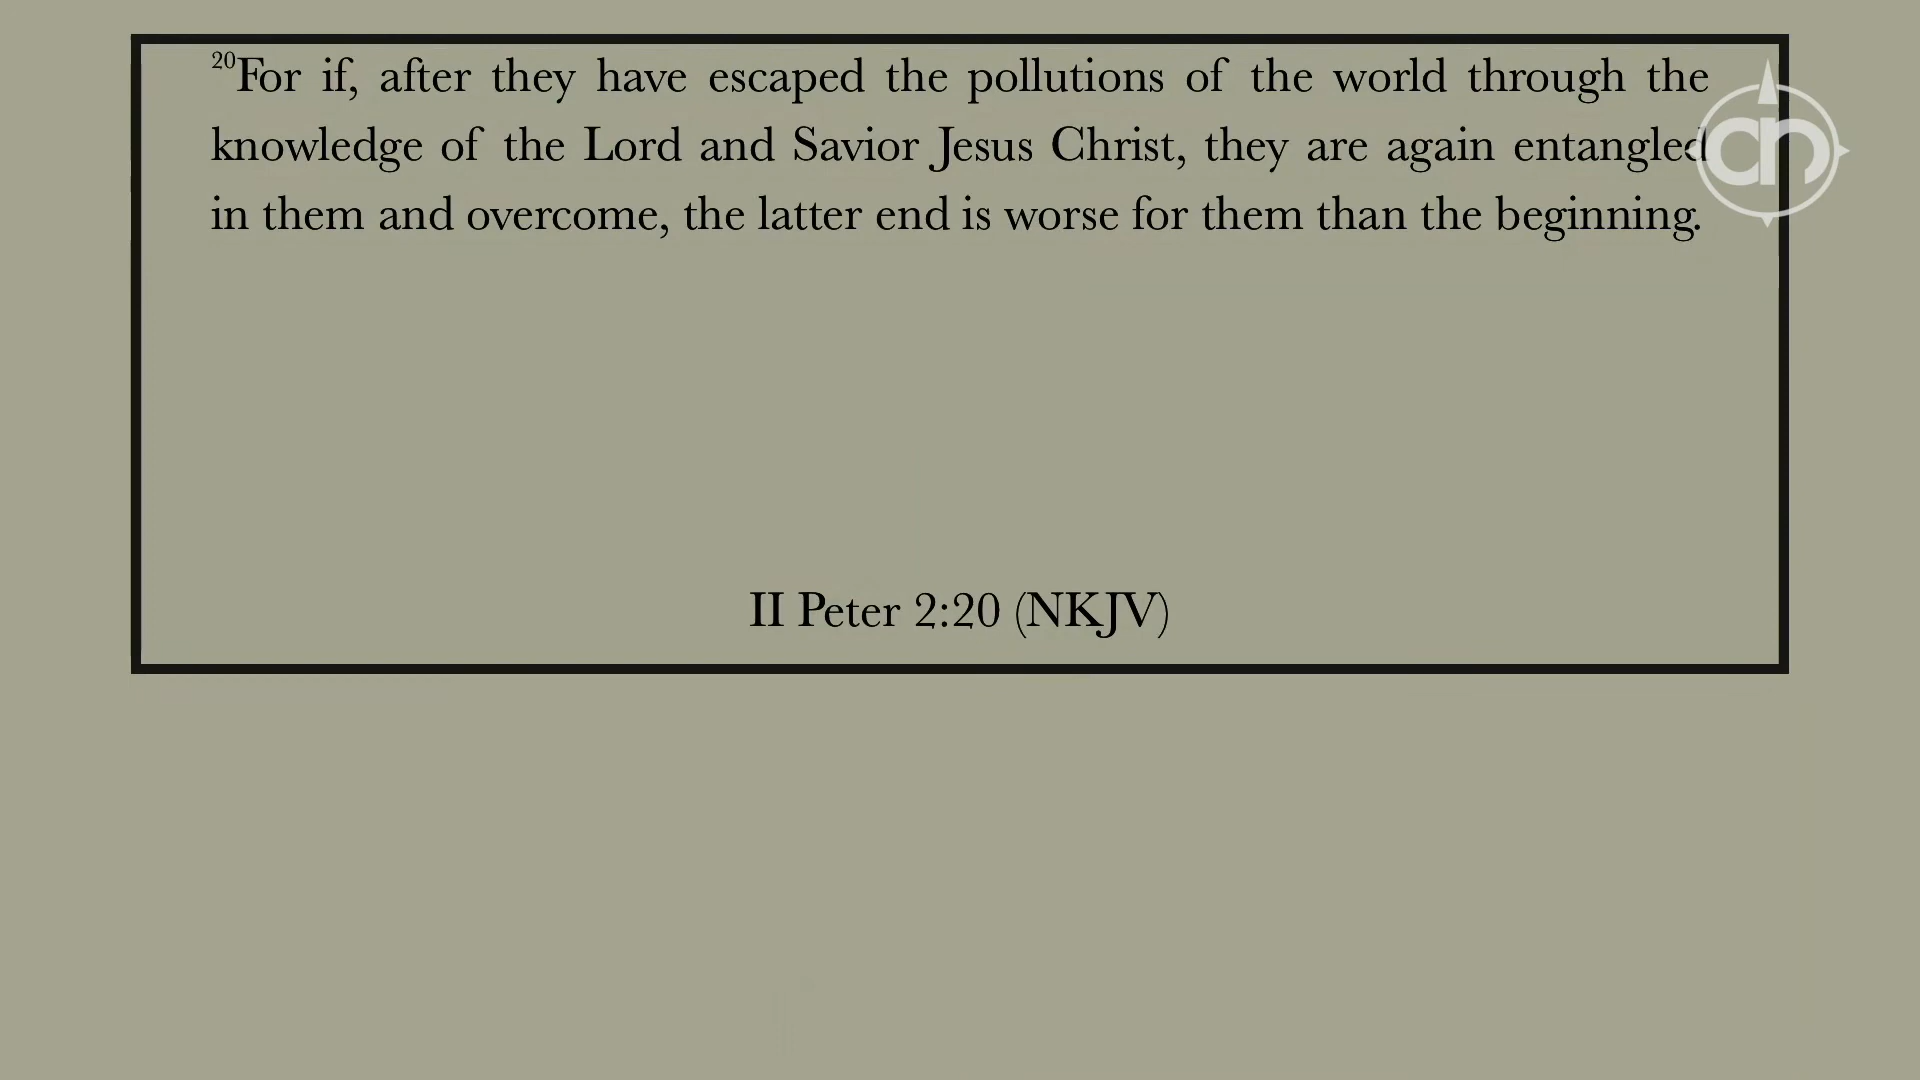 20For if, after they have escaped the pollutions of the world through the
knowledge of the Lord and Savior Jesus Christ, they are again entangled
in them and overcome, the latter end is worse for them than the beginning.
an
II Peter 2:20 (NKJV)